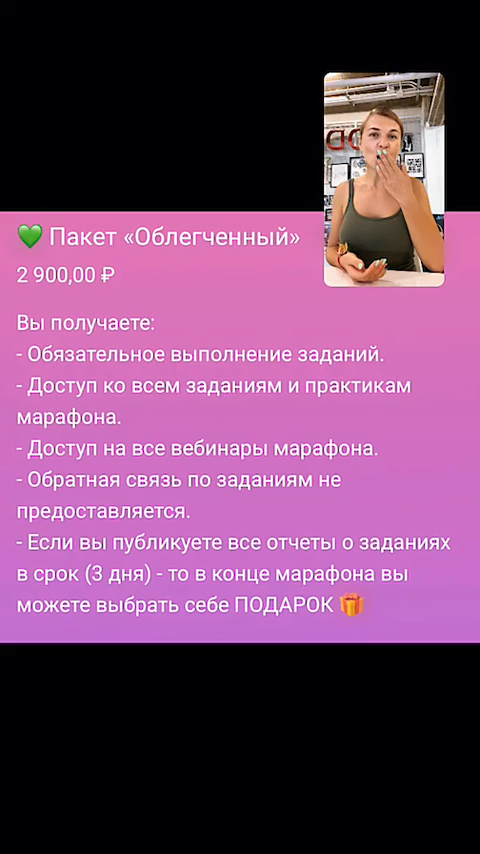 💚 Пакет «Облегченный»
2 900,00 ₽
Вы получаете:
- Обязательное выполнение заданий.
- Доступ ко всем заданиям и практикам
марафона.
- Доступ на все вебинары марафона.
- Обратная связь по заданиям не
предоставляется.
- Если вы публикуете все отчеты о заданиях
в срок (3 дня) - то в конце марафона вы
можете выбрать себе ПОДАРОК 🎁